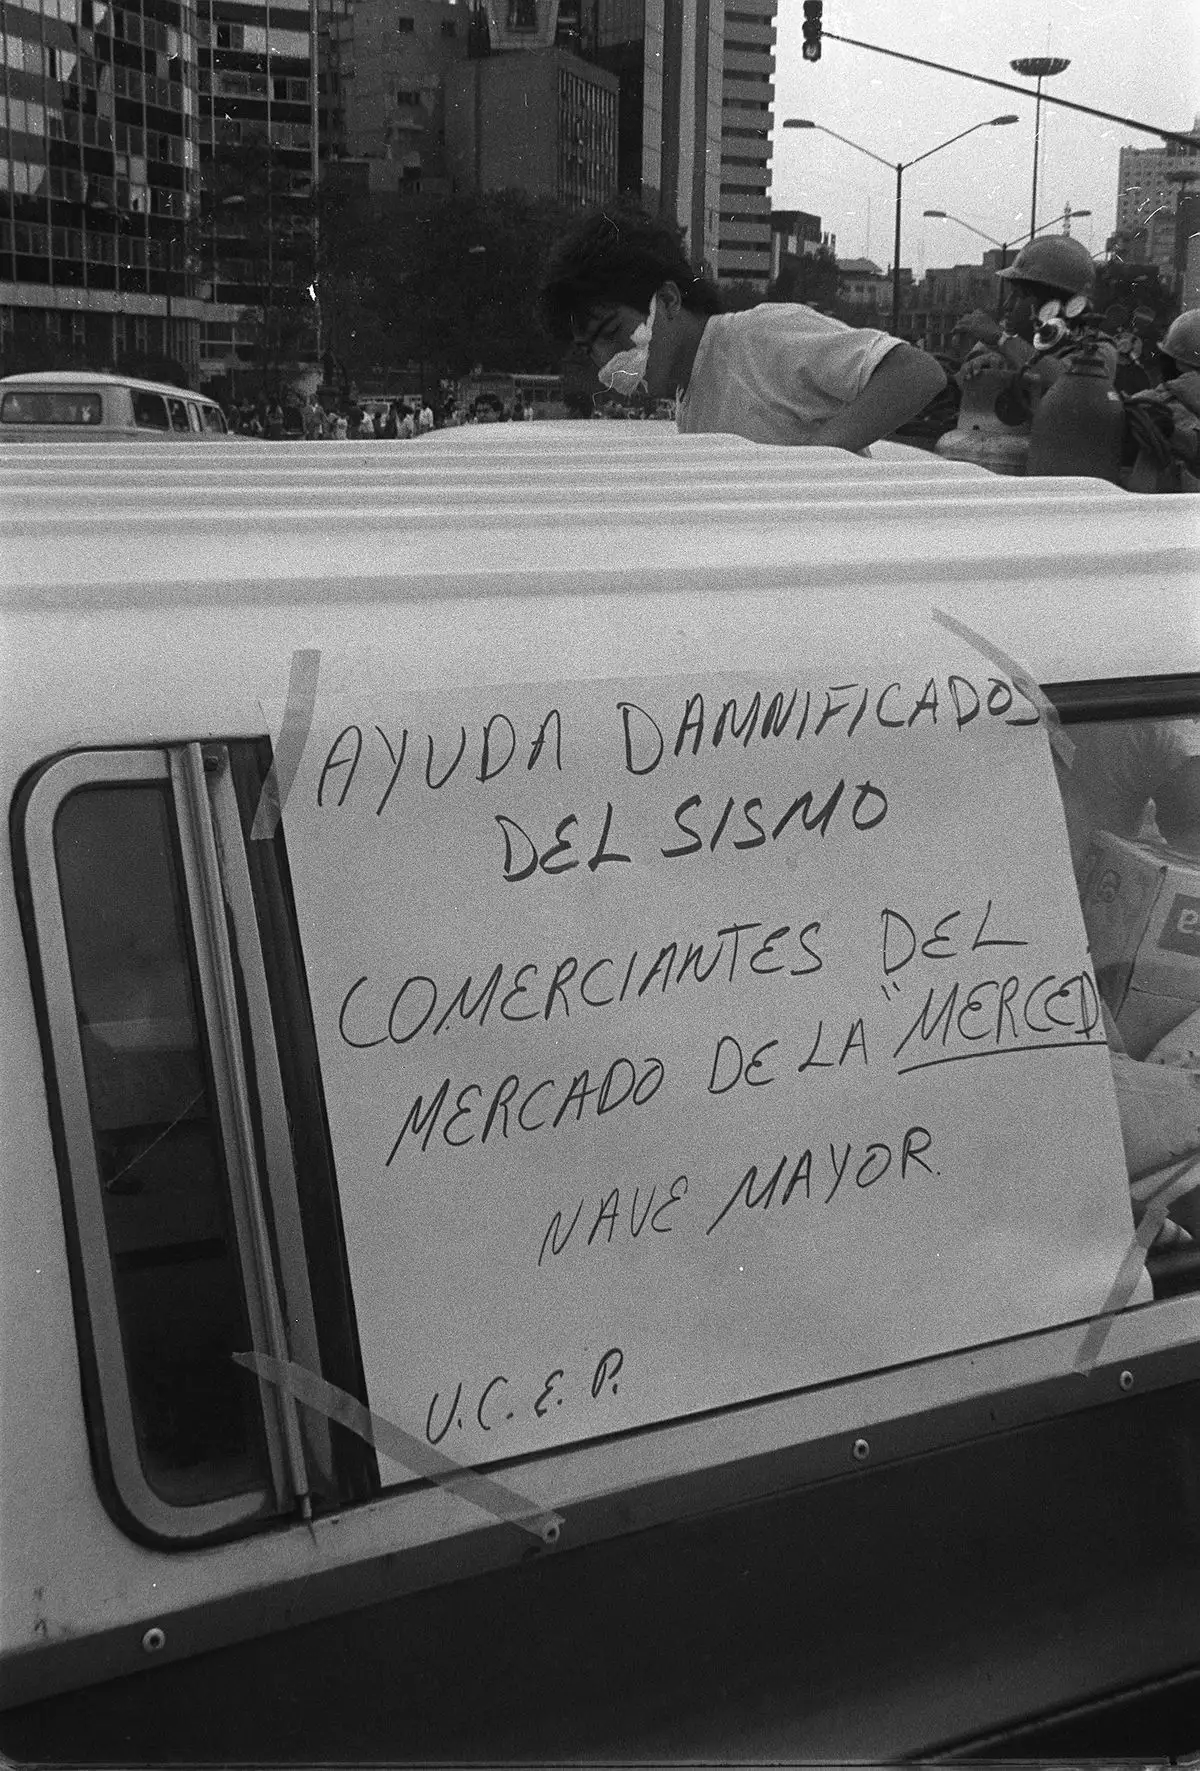 AYUDA DAMNIFICADOS
DEL SISMO
COMERCIANTES DEL
MERCADO DE LA "MERCED
NAVE MAYOR.
U.C.E.P.